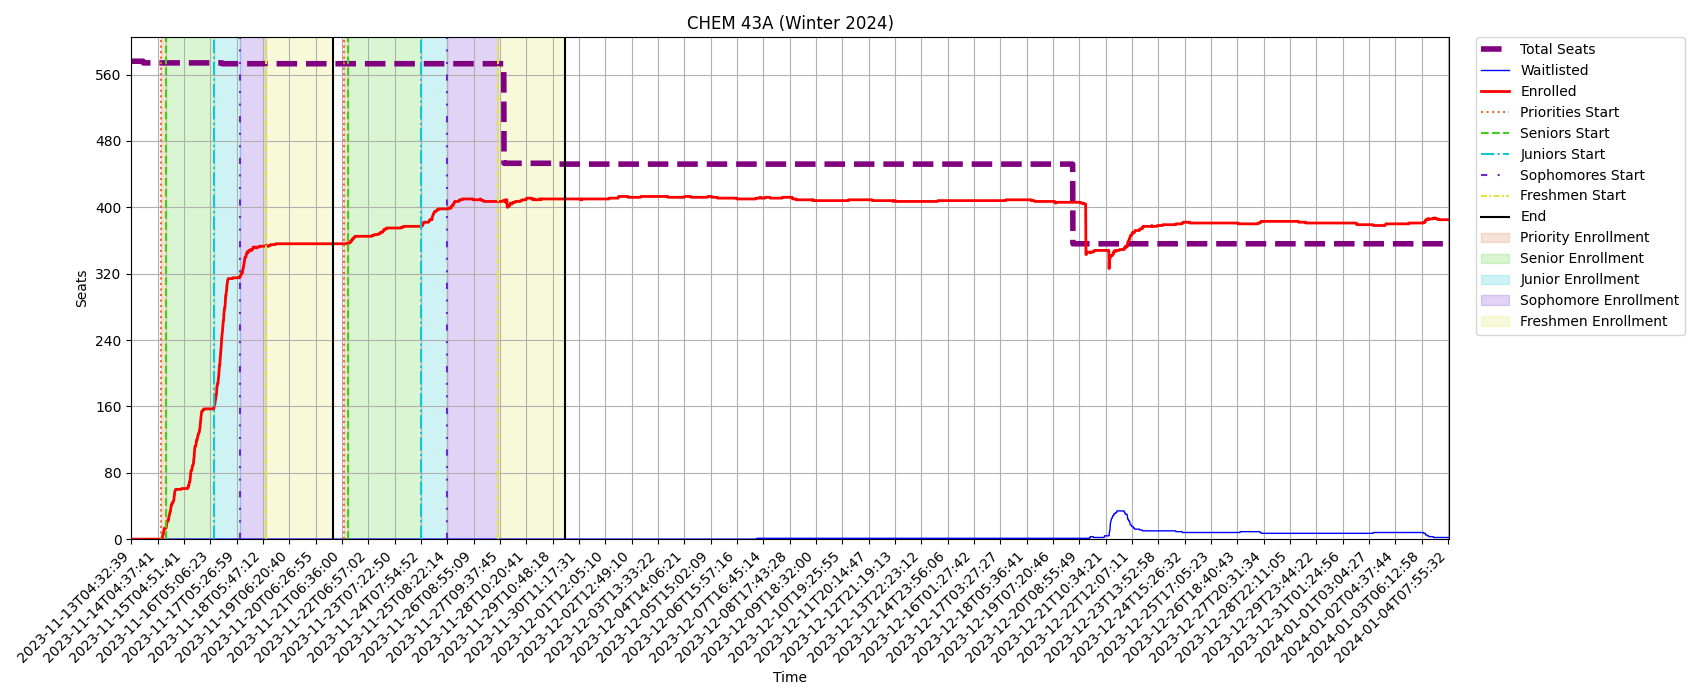 CHEM 43A (Winter 2024)
Total Seats
Waitlisted
Enrolled
Priorities Start
Seniors Start
Juniors Start
Sophomores Start
Freshmen Start
End
Priority Enrollment
Senior Enrollment
Junior Enrollment
Sophomore Enrollment
Freshmen Enrollment
Seats
560
480
400
320
240
160
80
0
2023-11-13T04:32:39
2023-11-14T04:37:41
2023-11-15T04:51:41
2023-11-16T05:06:23
2023-11-17T05:26:59
2023-11-18T05:47:12
2023-11-19T06:20:40
2023-11-20T06:26:55
2023-11-21T06:36:00
2023-11-22T06:57:02
2023-11-23T07:22:50
2023-11-24T07:54:52
2023-11-25T08:22:14
2023-11-26T08:55:09
2023-11-27T09:37:45
2023-11-28T10:20:41
2023-11-29T10:48:18
2023-11-30T11:17:31
2023-12-01T12:05:10
2023-12-02T12:49:10
2023-12-03T13:33:22
2023-12-04T14:06:21
2023-12-05T15:02:09
2023-12-06T15:57:16
2023-12-07T16:45:14
2023-12-08T17:43:28
2023-12-09T18:32:00
2023-12-10T19:25:55
2023-12-11T20:14:47
2023-12-12T21:19:13
2023-12-13T22:23:12
2023-12-14T23:56:06
2023-12-16T01:27:42
2023-12-17T03:27:27
2023-12-18T05:36:41
2023-12-19T07:20:46
2023-12-20T08:55:49
2023-12-21T10:34:21
2023-12-22T12:07:11
2023-12-23T13:52:58
2023-12-24T15:26:32
2023-12-25T17:05:23
2023-12-26T18:40:43
2023-12-27T20:31:34
2023-12-28T22:11:05
2023-12-29T23:44:22
2023-12-31T01:24:56
2024-01-01T03:04:27
2024-01-02T04:37:44
2024-01-03T06:12:58
2024-01-04T07:55:32
Time